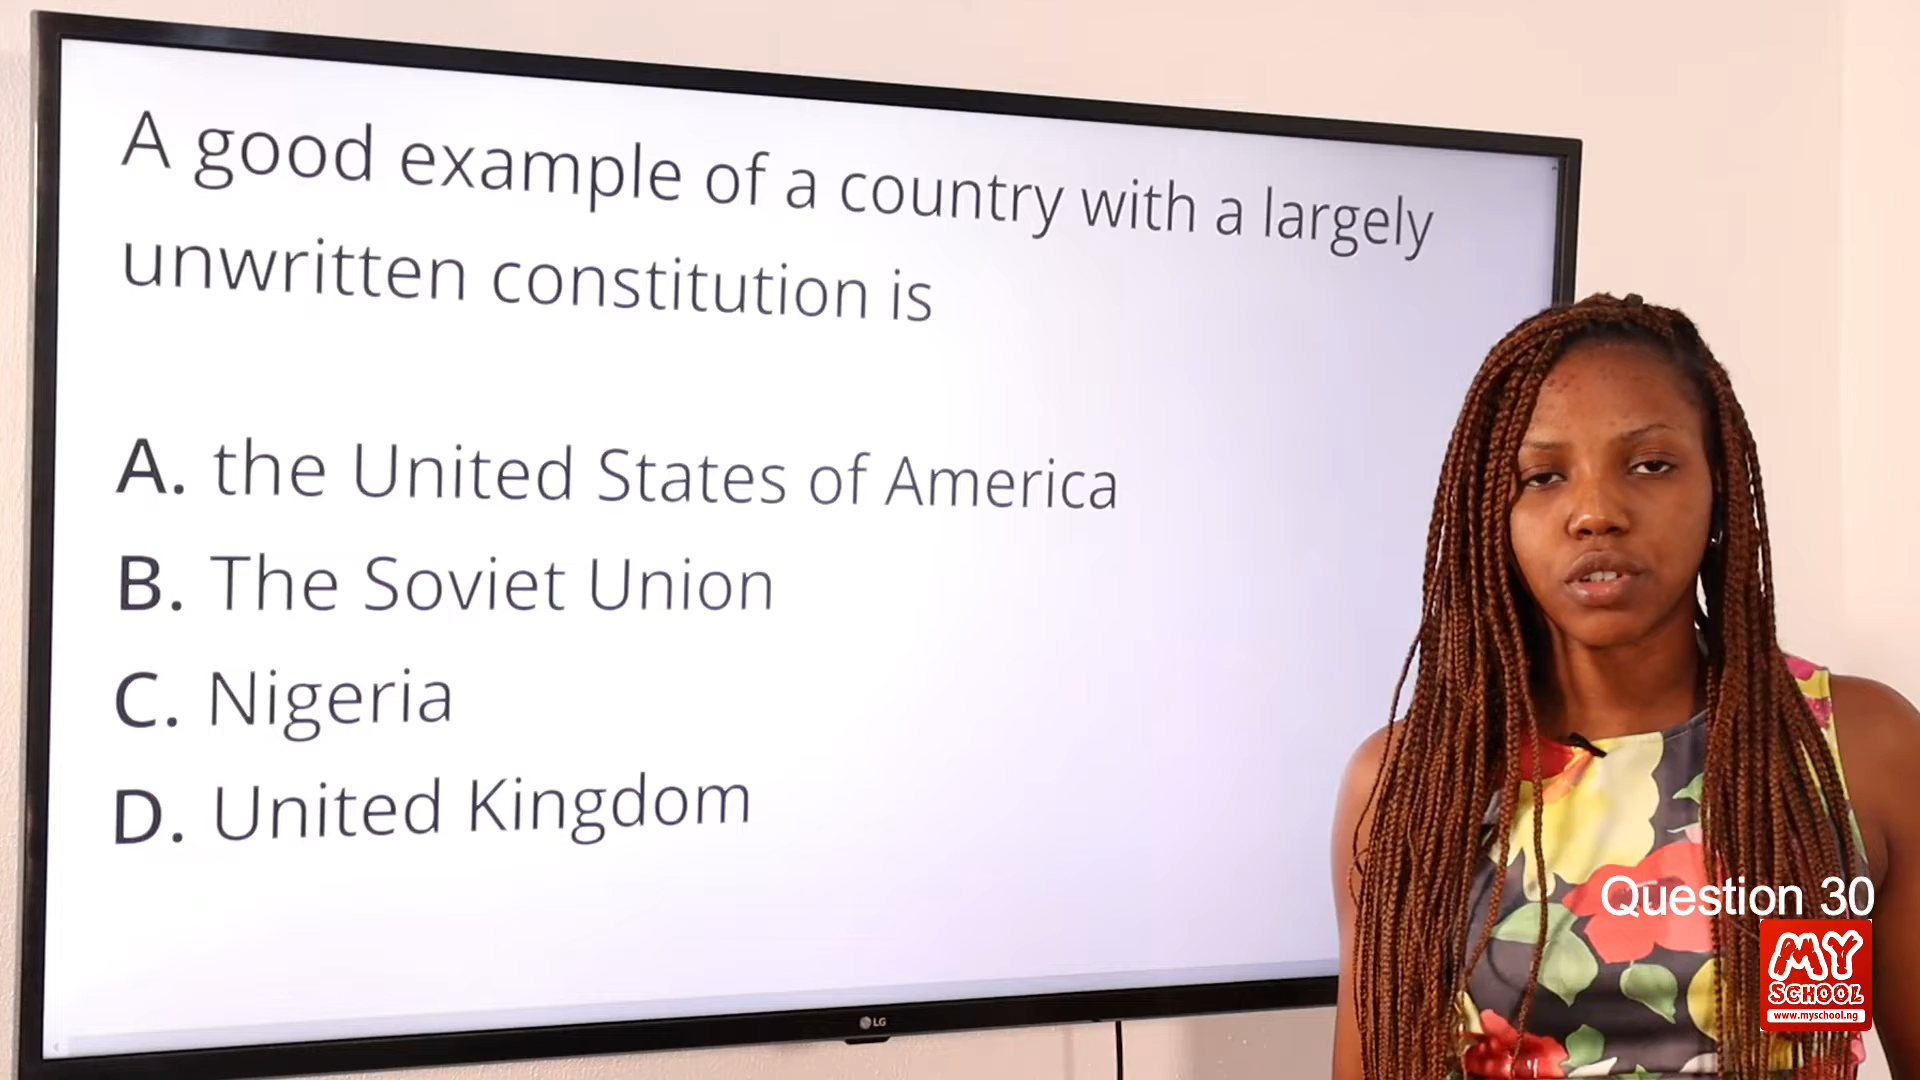 A good example of a country with a largely
unwritten constitution is
A. the United States of America
B. The Soviet Union
C. Nigeria
D. United Kingdom
Question 30
MY
SCHOOL
www.myschool.ng
LG